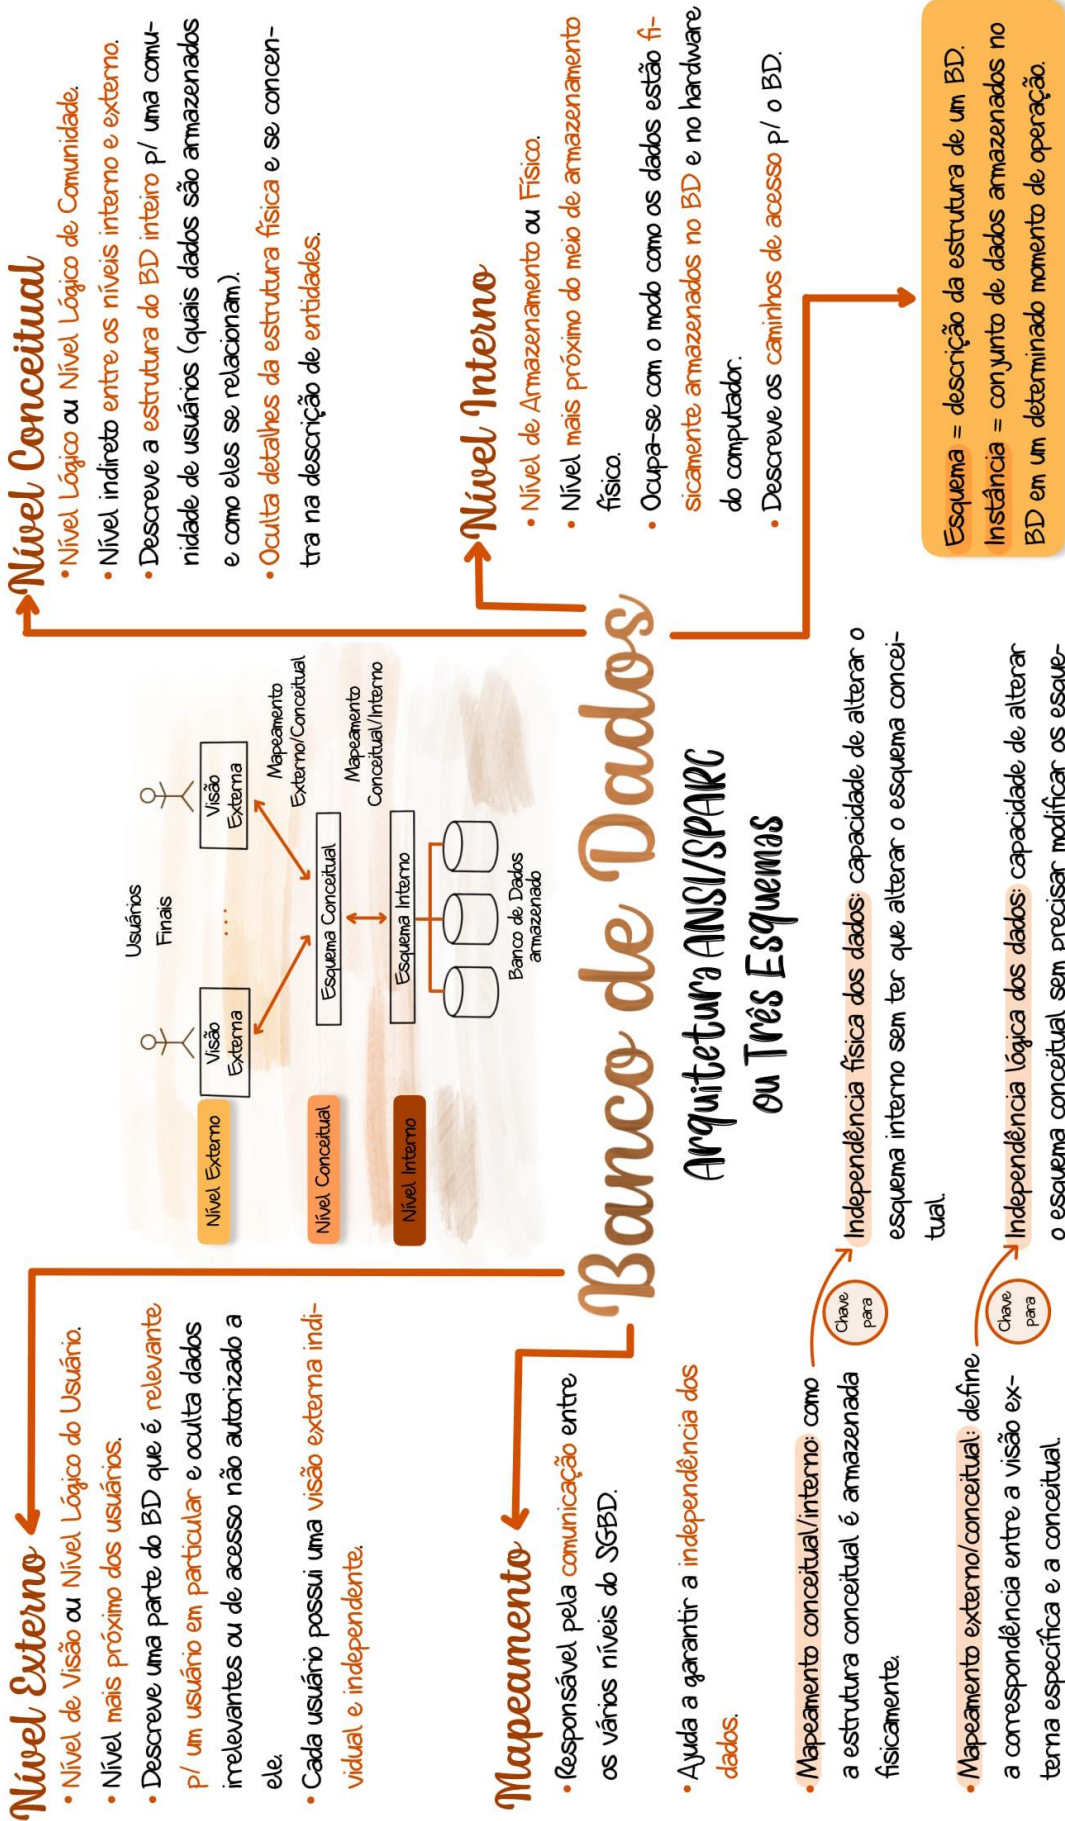 Nível Externo
• Nível de Visão ou Nível Lógico do Usuário.
• Nível mais próximo dos usuários.
• Descreve uma parte do BD que é relevante
p/ um usuário em particular e oculta dados
irrelevantes ou de acesso não autorizado a
ele.
• Cada usuário possui uma visão externa indi-
vidual e independente.
Usuários
Finais
Nível Externo
Visão
Externa
...
Visão
Externa
Mapeamento
Externo/Conceitual
Nível Conceitual
Esquema Conceitual
Mapeamento
Conceitual/Interno
Nível Interno
Esquema Interno
Banco de Dados
armazenado
Nível Conceitual
• Nível Lógico ou Nível Lógico de Comunidade.
• Nível indireto entre os níveis interno e externo.
• Descreve a estrutura do BD inteiro p/ uma comu-
nidade de usuários (quais dados são armazenados
e como eles se relacionam).
• Oculta detalhes da estrutura física e se concen-
tra na descrição de entidades.
Banco de Dados
Arquitetura ANSI/SPARC
ou Três Esquemas
Nível Interno
• Nível de Armazenamento ou Físico.
• Nível mais próximo do meio de armazenamento
físico.
• Ocupa-se com o modo como os dados estão fi-
sicamente armazenados no BD e no hardware
do computador.
• Descreve os caminhos de acesso p/ o BD.
Mapeamento
• Responsável pela comunicação entre
os vários níveis do SGBD.
• Ajuda a garantir a independência dos
dados.
• Mapeamento conceitual/interno: como
a estrutura conceitual é armazenada
fisicamente.
Chave
para
Independência física dos dados: capacidade de alterar o
esquema interno sem ter que alterar o esquema concei-
tual.
• Mapeamento externo/conceitual: define
a correspondência entre a visão ex-
terna específica e a conceitual.
Chave
para
Independência lógica dos dados: capacidade de alterar
o esquema conceitual sem precisar modificar os esque-
Esquema = descrição da estrutura de um BD.
Instância = conjunto de dados armazenados no
BD em um determinado momento de operação.